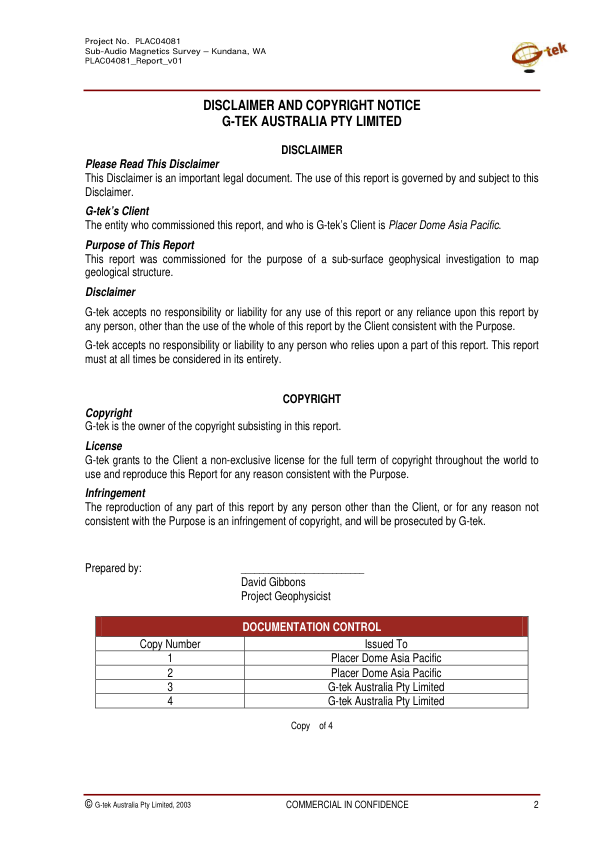 Project No. PLAC04081
Sub-Audio Magnetics Survey – Kundana, WA
PLAC04081_Report_v01
G-tek
DISCLAIMER AND COPYRIGHT NOTICE
G-TEK AUSTRALIA PTY LIMITED
DISCLAIMER
Please Read This Disclaimer
This Disclaimer is an important legal document. The use of this report is governed by and subject to this
Disclaimer.
G-tek's Client
The entity who commissioned this report, and who is G-tek's Client is Placer Dome Asia Pacific.
Purpose of This Report
This report was commissioned for the purpose of a sub-surface geophysical investigation to map
geological structure.
Disclaimer
G-tek accepts no responsibility or liability for any use of this report or any reliance upon this report by
any person, other than the use of the whole of this report by the Client consistent with the Purpose.
G-tek accepts no responsibility or liability to any person who relies upon a part of this report. This report
must at all times be considered in its entirety.
COPYRIGHT
Copyright
G-tek is the owner of the copyright subsisting in this report.
License
G-tek grants to the Client a non-exclusive license for the full term of copyright throughout the world to
use and reproduce this Report for any reason consistent with the Purpose.
Infringement
The reproduction of any part of this report by any person other than the Client, or for any reason not
consistent with the Purpose is an infringement of copyright, and will be prosecuted by G-tek.
Prepared by: ______________________
David Gibbons
Project Geophysicist
DOCUMENTATION CONTROL
Copy Number Issued To
1 Placer Dome Asia Pacific
2 Placer Dome Asia Pacific
3 G-tek Australia Pty Limited
4 G-tek Australia Pty Limited
Copy of 4
© G-tek Australia Pty Limited, 2003 COMMERCIAL IN CONFIDENCE 2